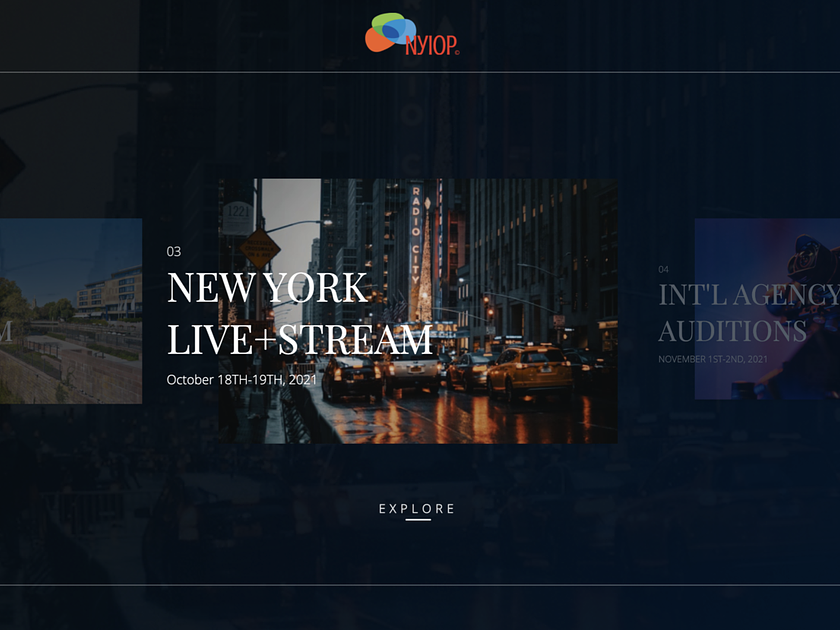 NYIOP
1221
RADIO CITY
03
NEW YORK
LIVE+STREAM
October 18TH-19TH, 2021
M
04
INT'L AGENCY
AUDITIONS
NOVEMBER 1ST-2ND, 2021
EXPLORE